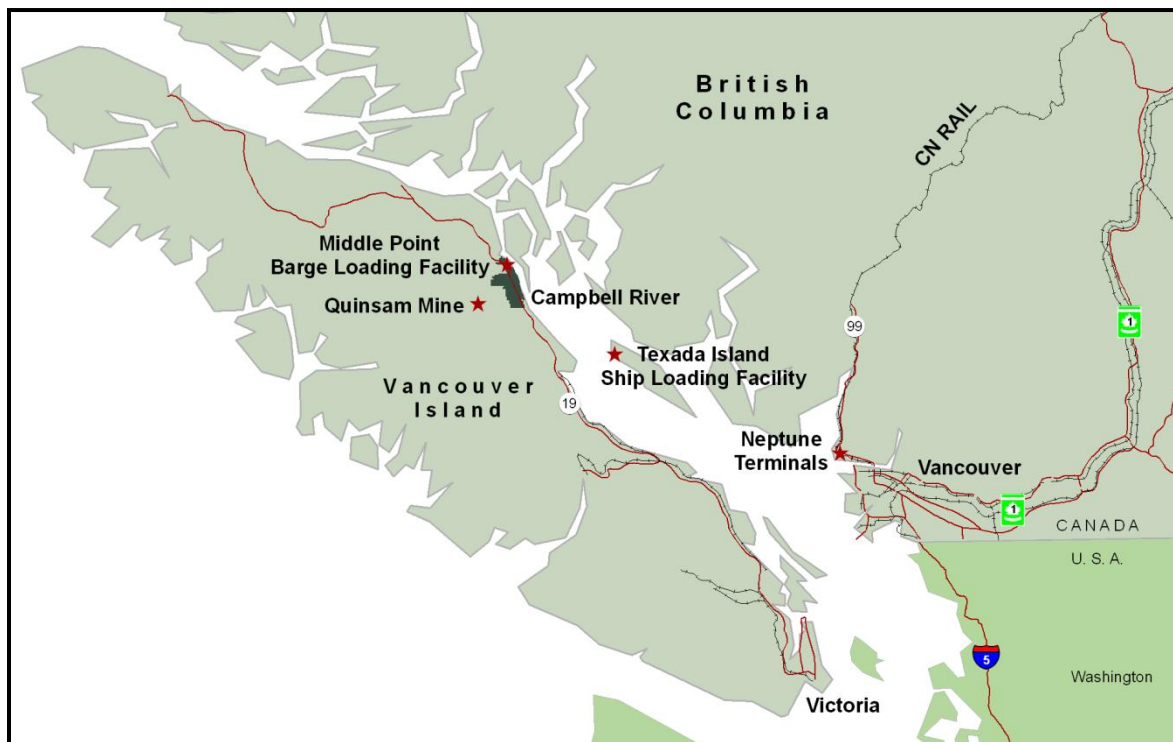 British
Columbia
CN RAIL
Middle Point
Barge Loading Facility
Campbell River
Quinsam Mine
99
1
Texada Island
Ship Loading Facility
Vancouver
Island
19
Neptune
Terminals
Vancouver
1
CANADA
U. S. A.
5
Washington
Victoria